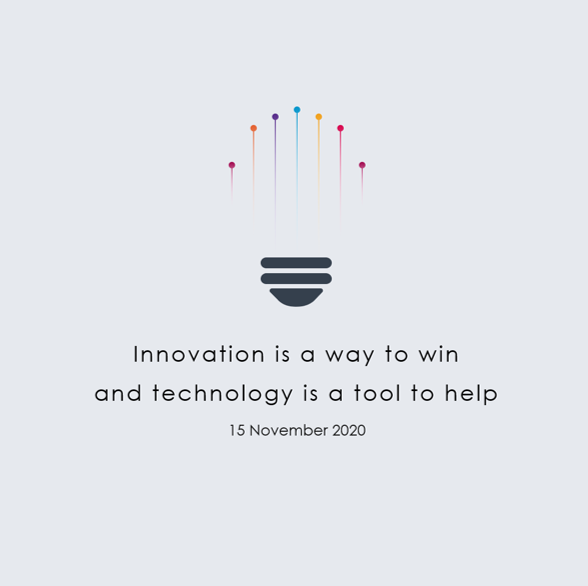 Innovation is a way to win
and technology is a tool to help
15 November 2020